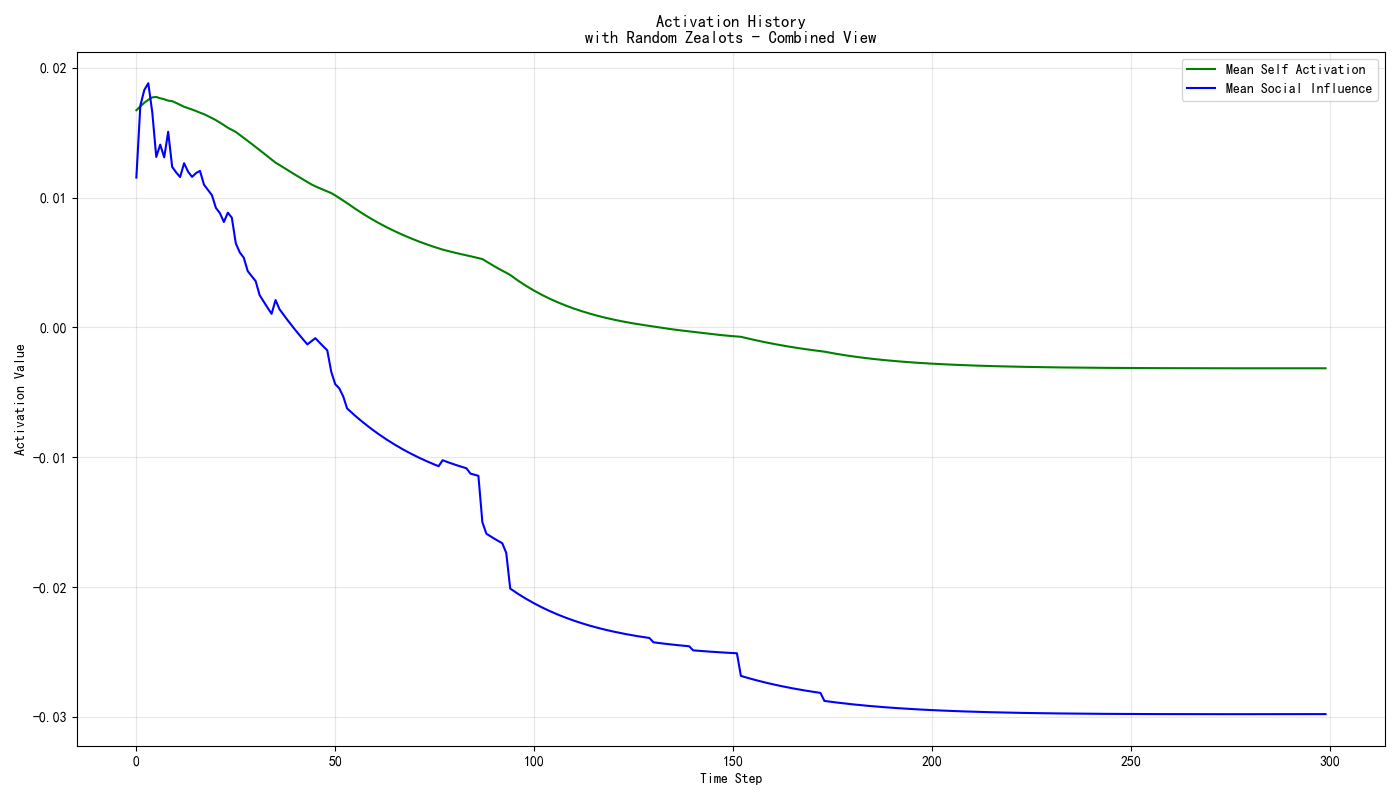 Activation History
with Random Zealots - Combined View
Mean Self Activation
Mean Social Influence
Activation Value
0.02
0.01
0.00
-0.01
-0.02
-0.03
0
50
100
150
200
250
300
Time Step